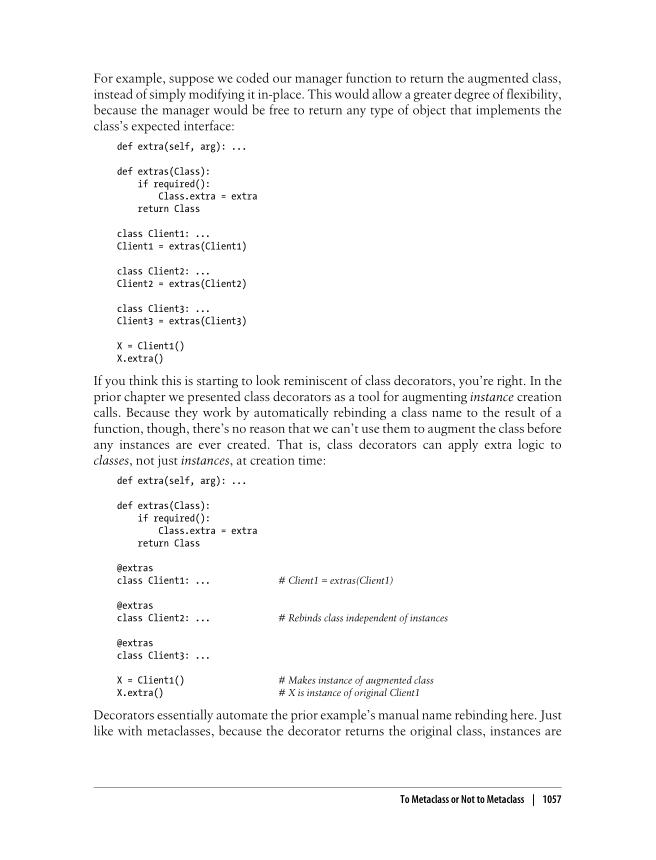 For example, suppose we coded our manager function to return the augmented class,
instead of simply modifying it in-place. This would allow a greater degree of flexibility,
because the manager would be free to return any type of object that implements the
class's expected interface:
def extra(self, arg): ...
def extras(Class):
if required():
Class.extra = extra
return Class
class Client1: ...
Client1 = extras(Client1)
class Client2: ...
Client2 = extras(Client2)
class Client3: ...
Client3 = extras(Client3)
X = Client1()
X.extra()
If you think this is starting to look reminiscent of class decorators, you're right. In the
prior chapter we presented class decorators as a tool for augmenting instance creation
calls. Because they work by automatically rebinding a class name to the result of a
function, though, there's no reason that we can't use them to augment the class before
any instances are ever created. That is, class decorators can apply extra logic to
classes, not just instances, at creation time:
def extra(self, arg): ...
def extras(Class):
if required():
Class.extra = extra
return Class
@extras
class Client1: ... # Client1 = extras(Client1)
@extras
class Client2: ... # Rebinds class independent of instances
@extras
class Client3: ...
X = Client1() # Makes instance of augmented class
X.extra() # X is instance of original Client1
Decorators essentially automate the prior example's manual name rebinding here. Just
like with metaclasses, because the decorator returns the original class, instances are
To Metaclass or Not to Metaclass | 1057